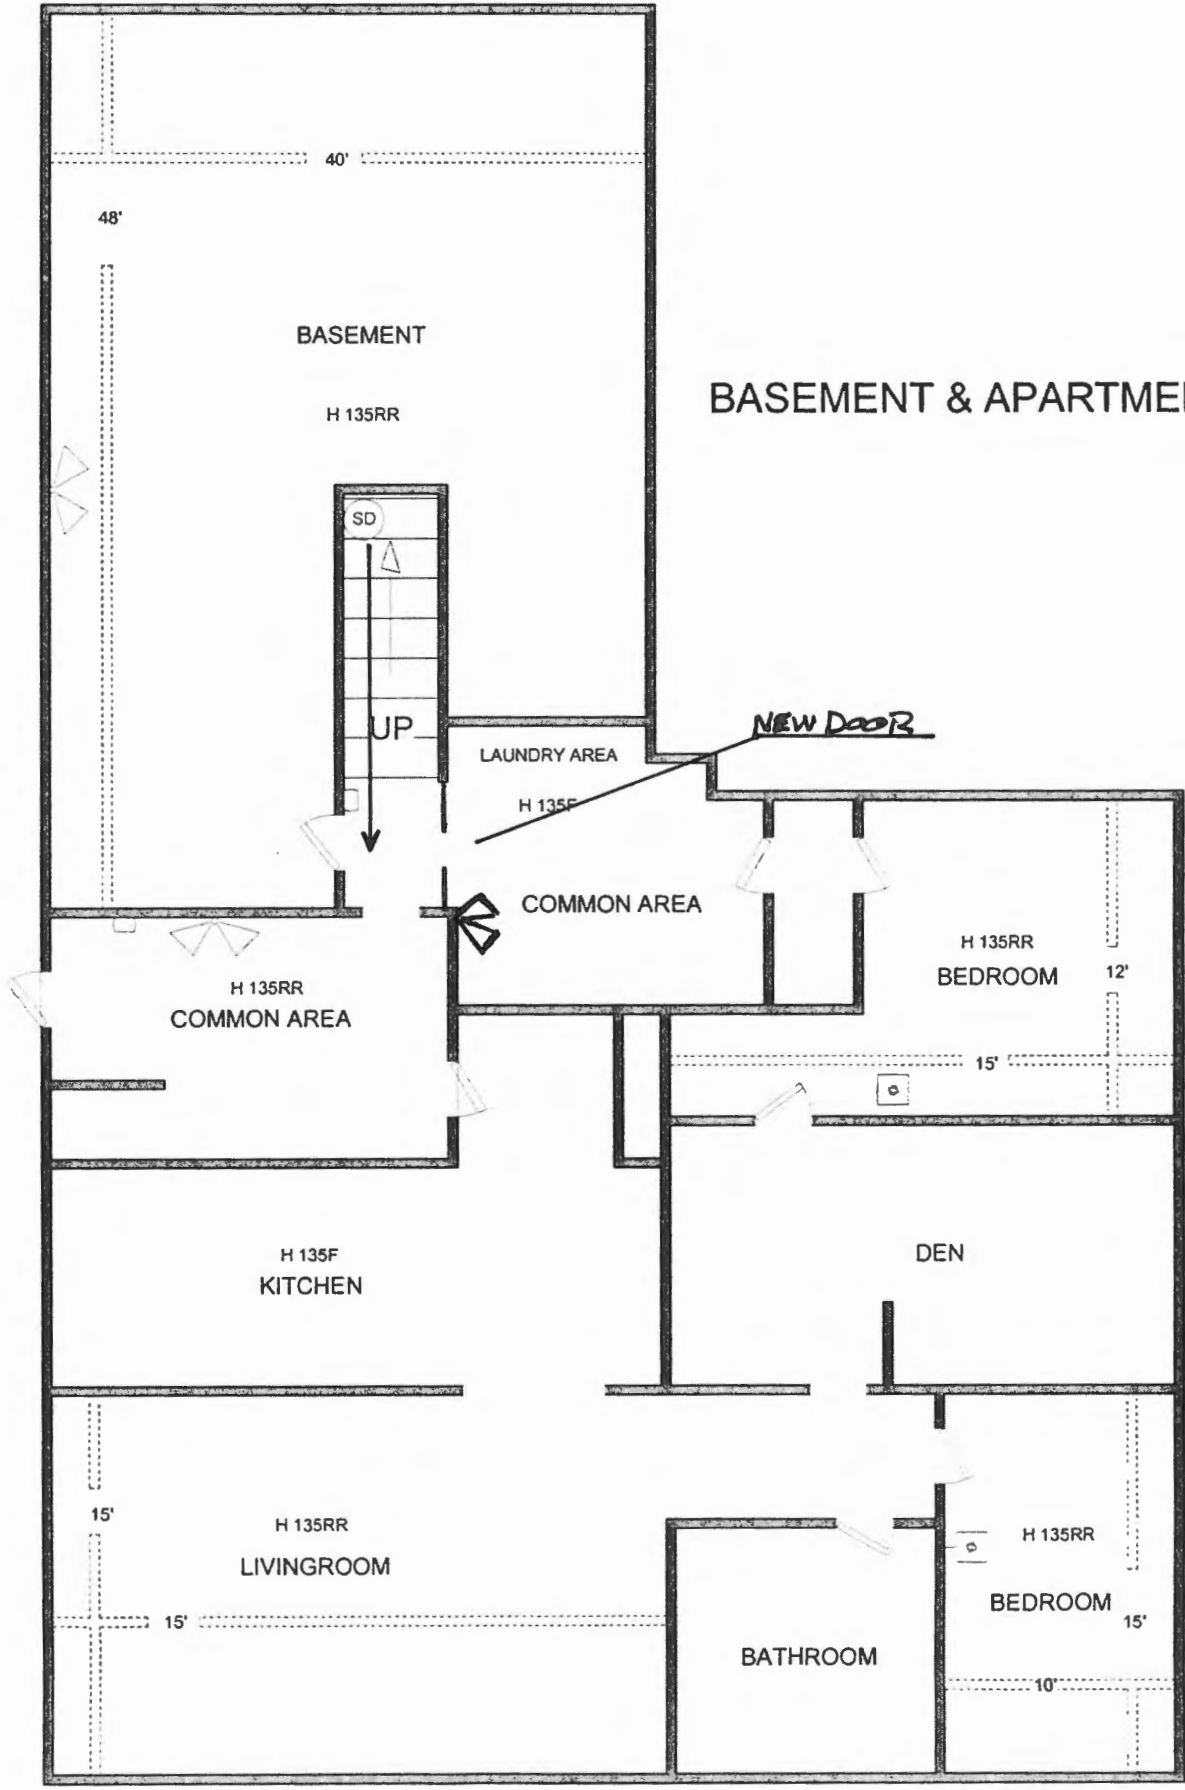 40'
48'
BASEMENT
H 135RR
BASEMENT & APARTME
SD
UP
NEW DOOR
LAUNDRY AREA
H 135F
COMMON AREA
H 135RR
BEDROOM
12'
H 135RR
COMMON AREA
15'
H 135F
KITCHEN
DEN
15'
H 135RR
LIVINGROOM
H 135RR
BEDROOM
15'
15'
BATHROOM
10'